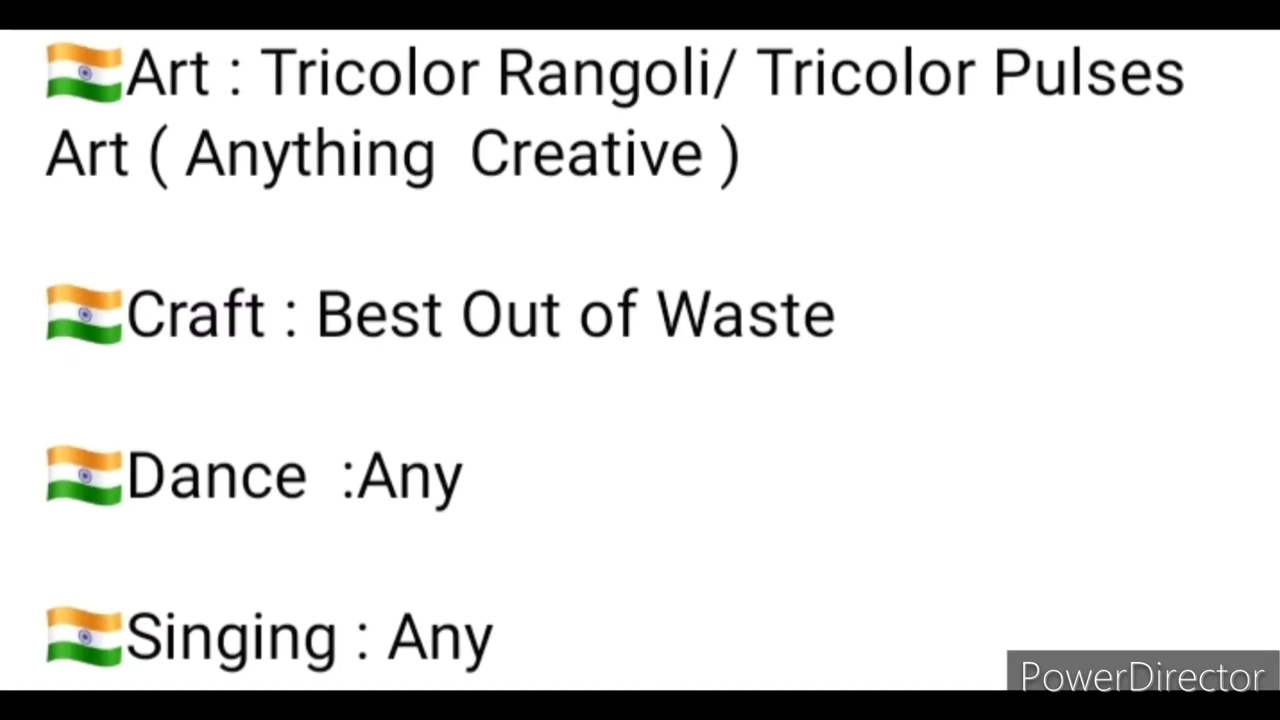 🇮🇳Art : Tricolor Rangoli/ Tricolor Pulses
Art ( Anything  Creative )
🇮🇳Craft : Best Out of Waste
🇮🇳Dance  :Any
🇮🇳Singing : Any
PowerDirector